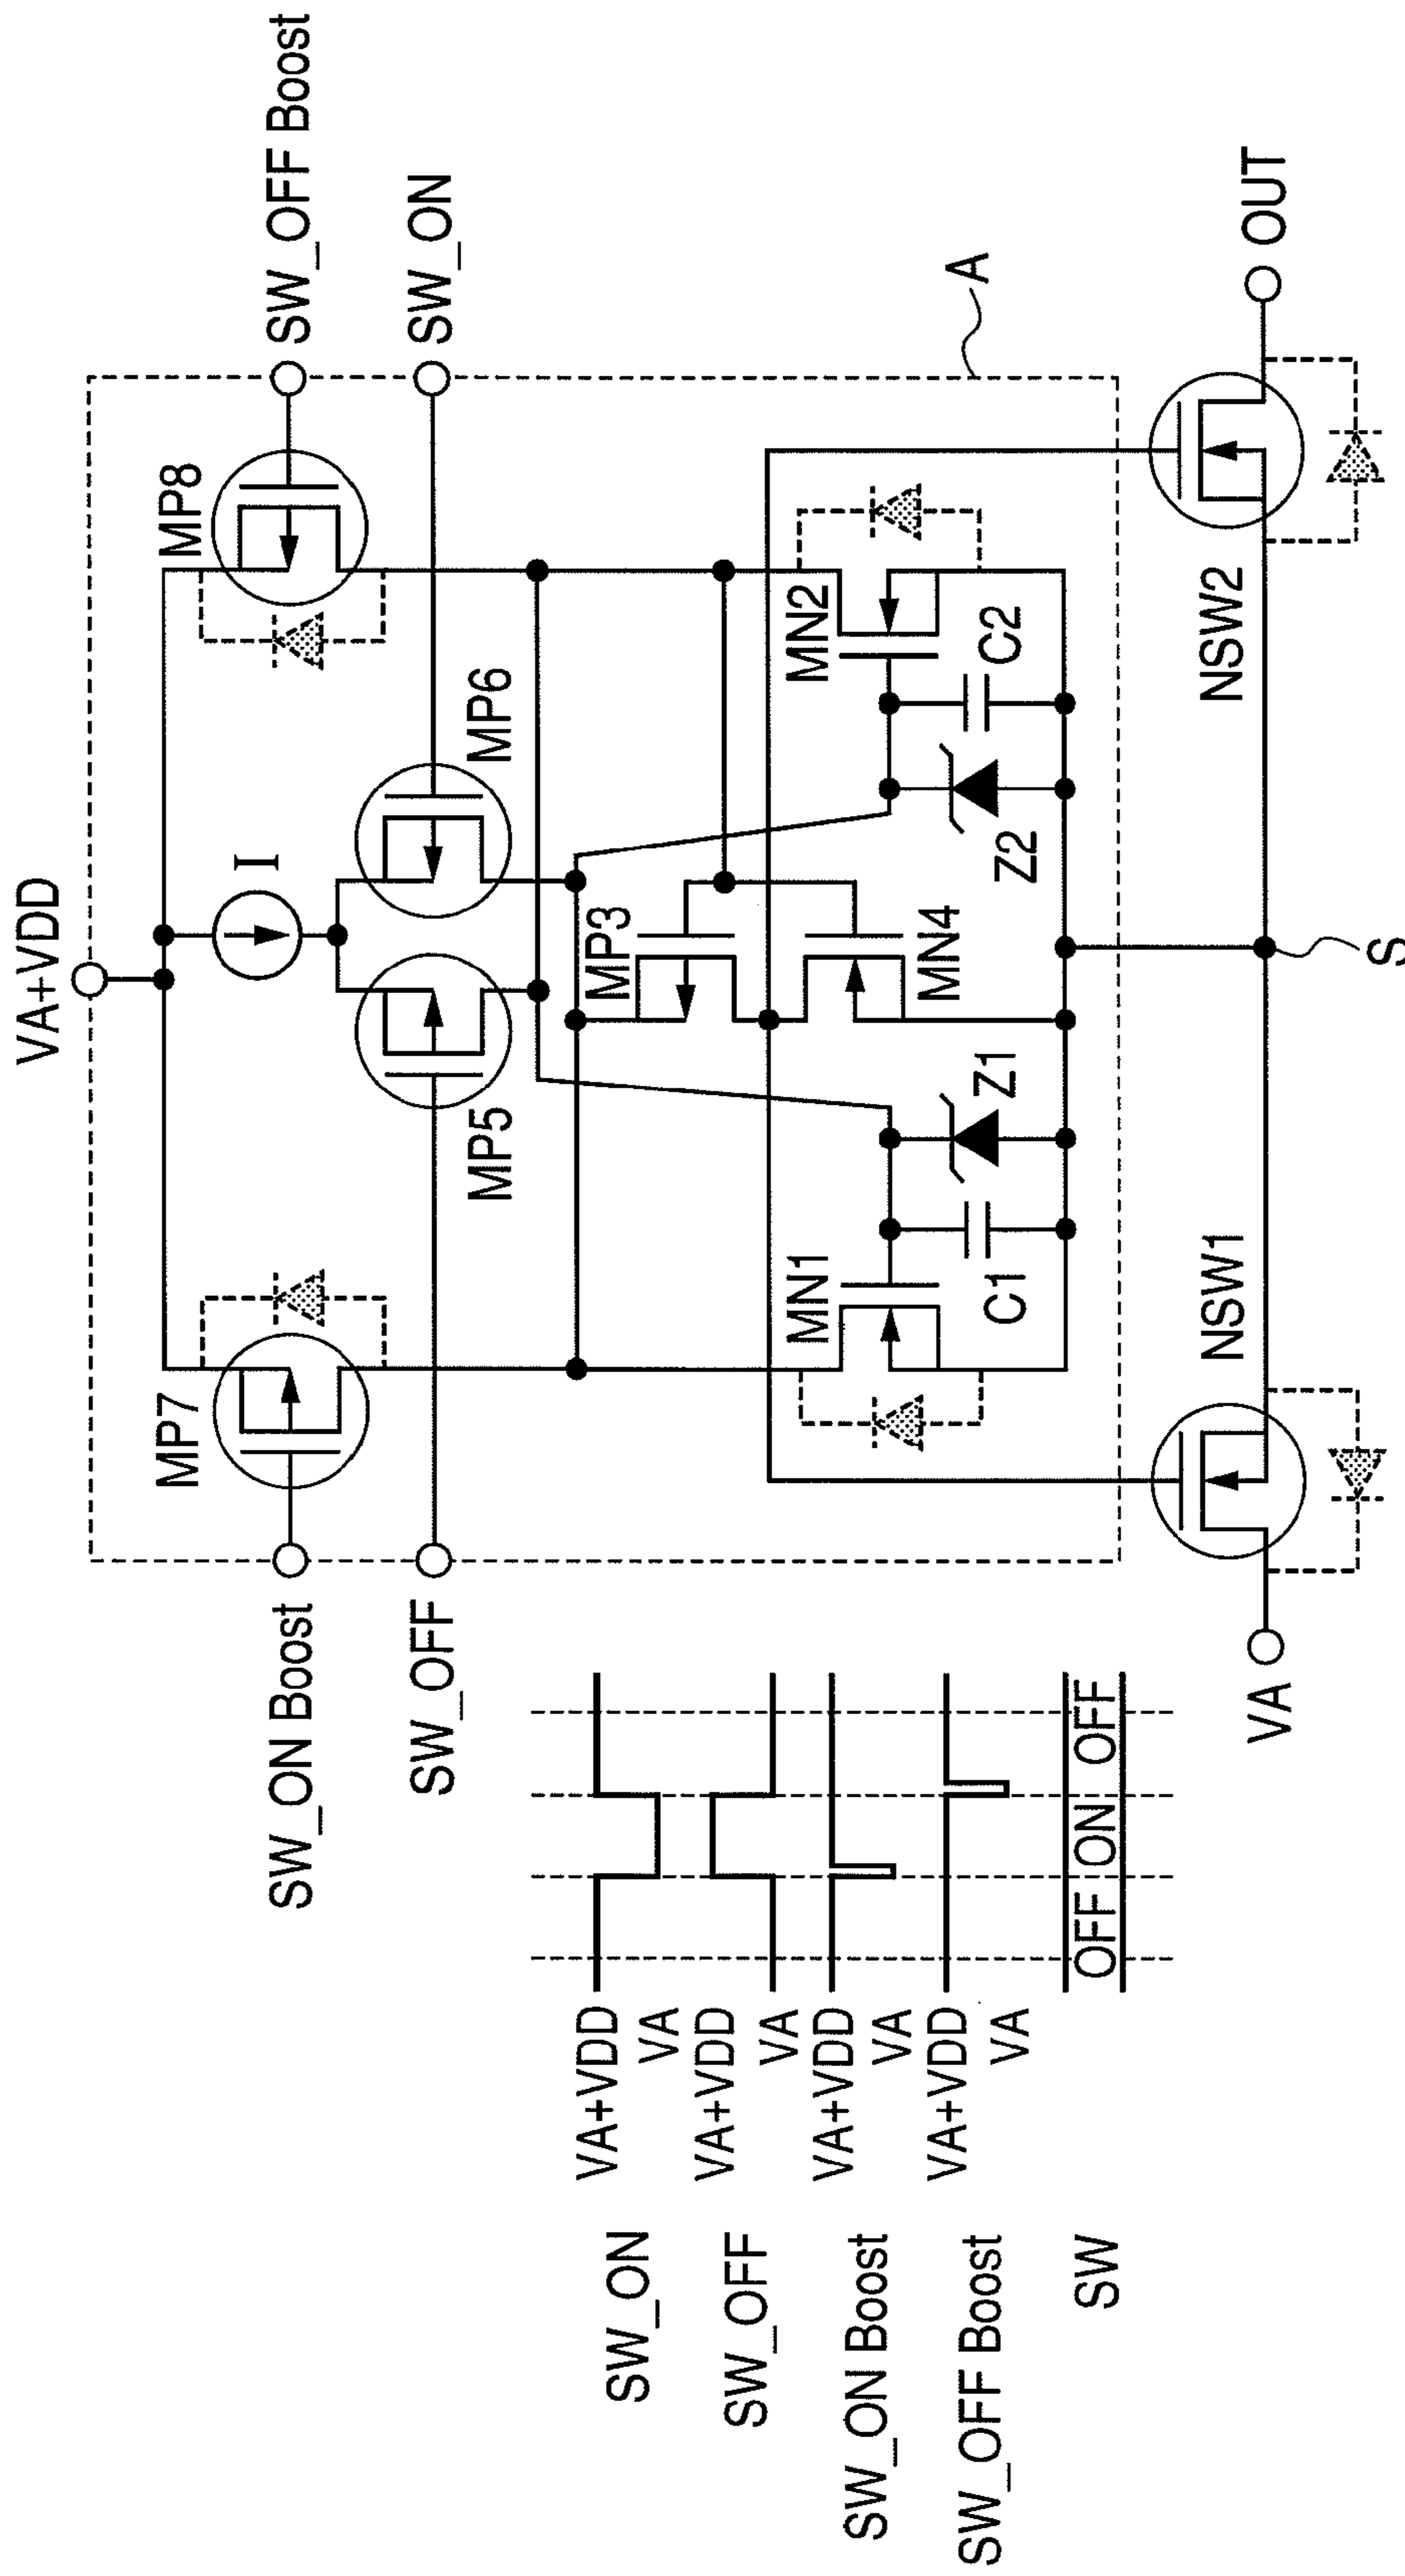 VA+VDD
SW_ON Boost
SW_OFF
SW_OFF Boost
SW_ON
MP7
MP8
I
MP5
MP6
MP3
MN4
MN1
MN2
C1
Z1
Z2
C2
A
NSW1
NSW2
VA
S
OUT
SW_ON
VA+VDD
VA
SW_OFF
VA+VDD
VA
SW_ON Boost
VA+VDD
VA
SW_OFF Boost
VA+VDD
VA
SW
OFF ON OFF